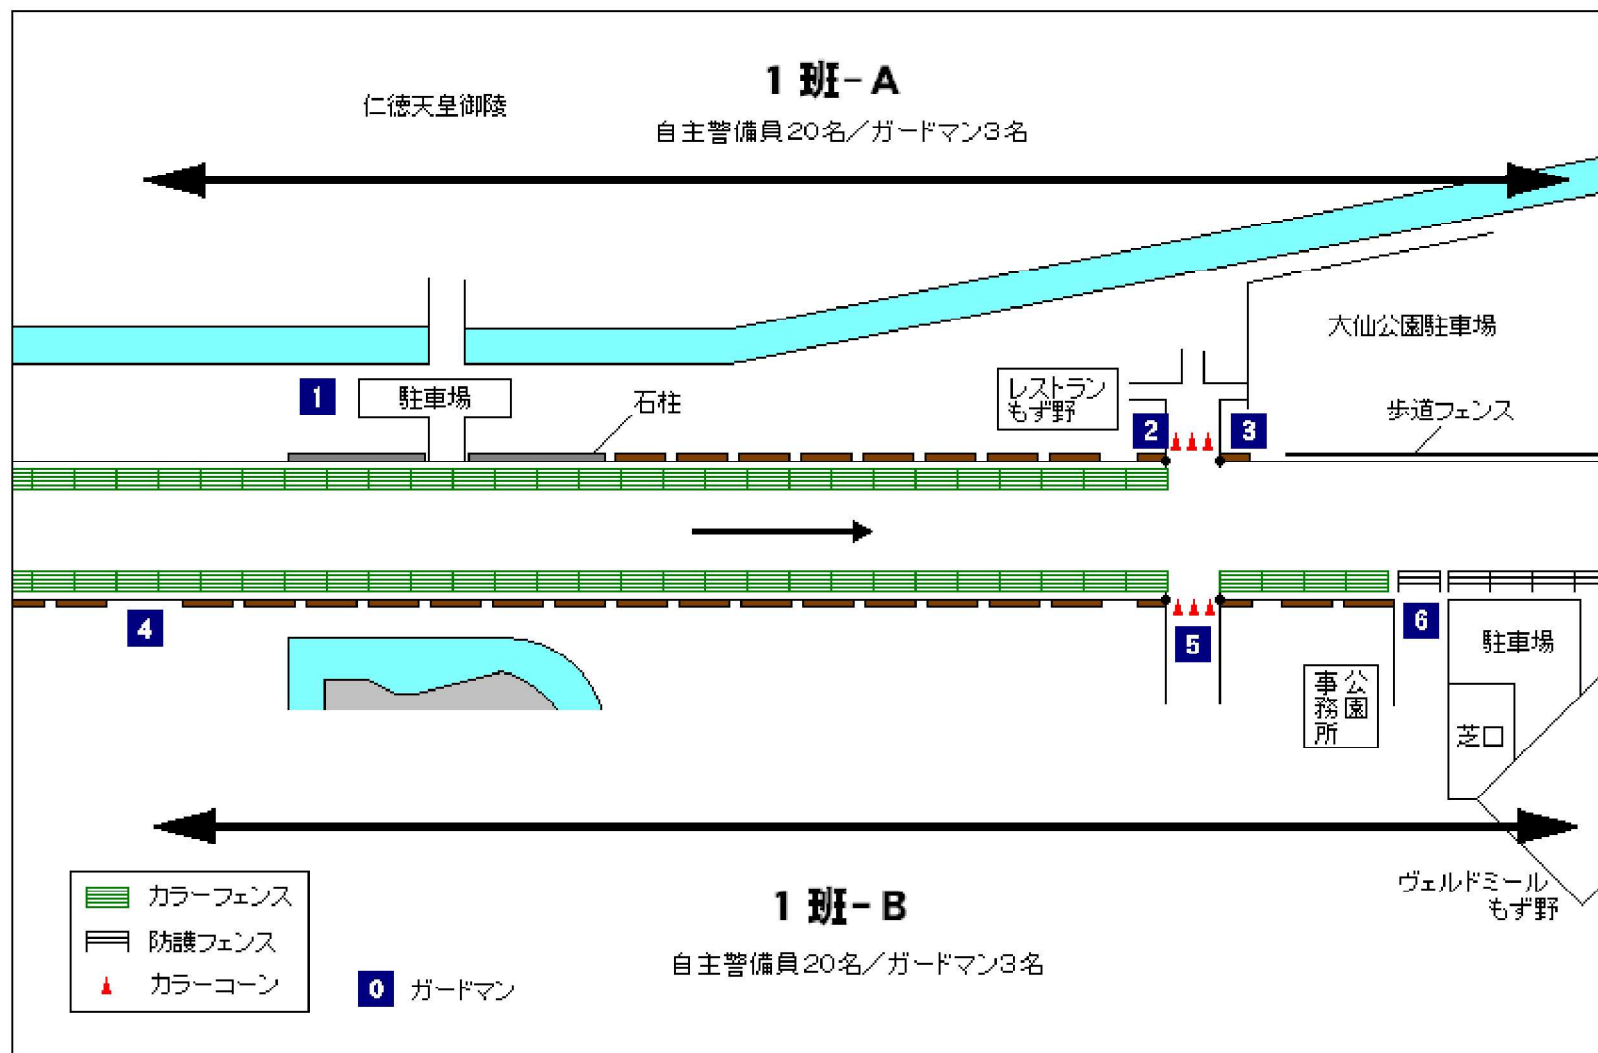 1 班-A
仁徳天皇御陵
自主警備員20名／ガードマン3名
大仙公園駐車場
1
駐車場
石柱
レストラン
もず野
2
3
歩道フェンス
4
5
6
駐車場
公園
事務所
芝口
カラーフェンス
防護フェンス
カラーコーン
0 ガードマン
1 班-B
自主警備員20名／ガードマン3名
ヴェルドミール
もず野